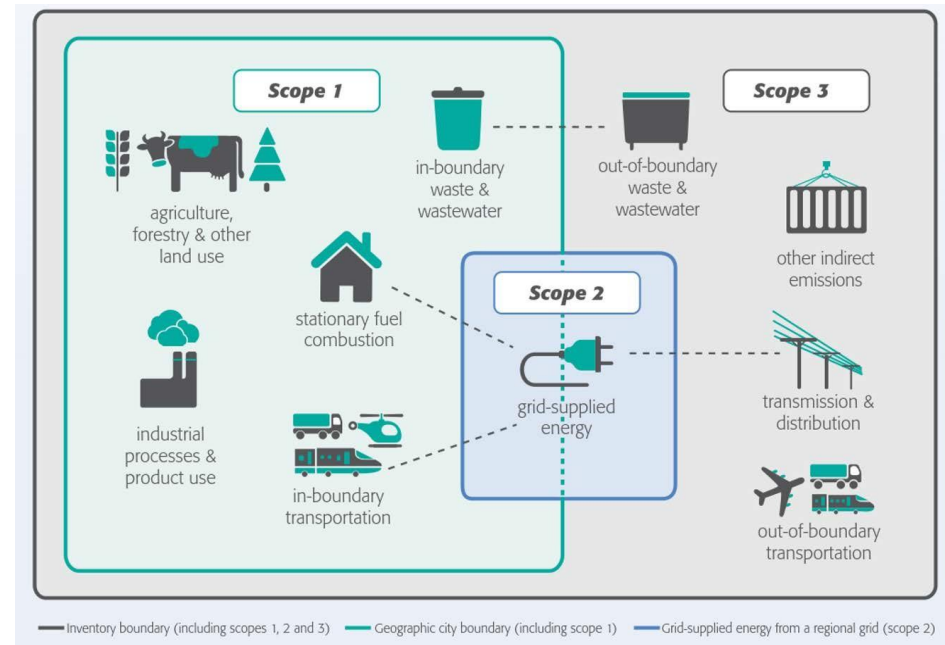 Scope 1
Scope 3
in-boundary
waste &
wastewater
out-of-boundary
waste &
wastewater
agriculture,
forestry & other
land use
other indirect
emissions
Scope 2
stationary fuel
combustion
grid-supplied
energy
transmission &
distribution
industrial
processes &
product use
in-boundary
transportation
out-of-boundary
transportation
Inventory boundary (including scopes 1, 2 and 3)
Geographic city boundary (including scope 1)
Grid-supplied energy from a regional grid (scope 2)